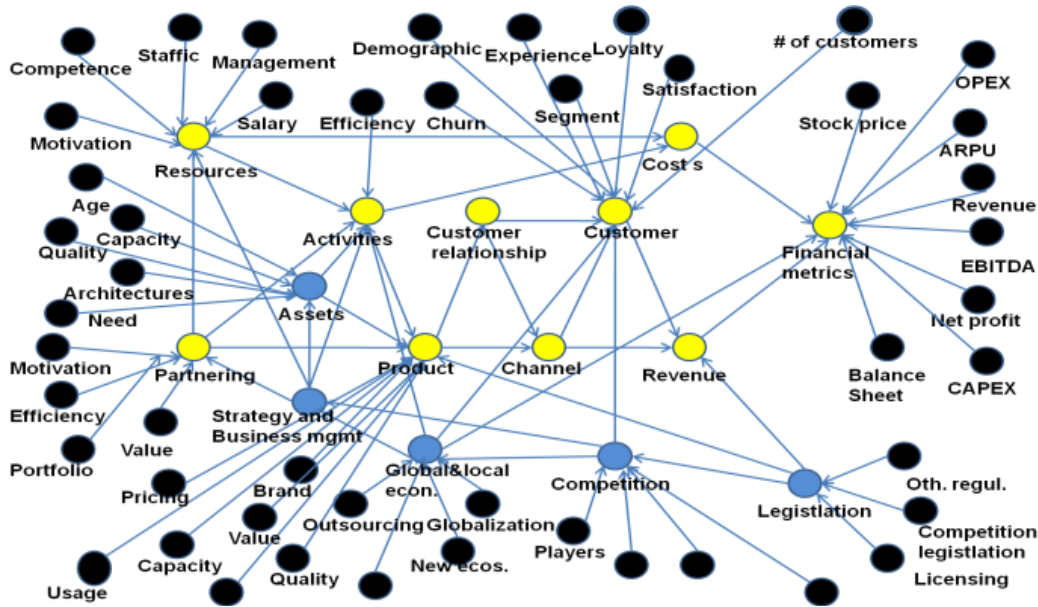 Demographic
Experience
Loyalty
# of customers
Staffic
Management
Competence
OPEX
Satisfaction
Segment
Stock price
Salary
Efficiency
Churn
Motivation
ARPU
Cost s
Resources
Age
Revenue
Capacity
Activities
Customer
relationship
Customer
Quality
Financial
metrics
EBITDA
Architectures
Need
Assets
Net profit
Motivation
Partnering
Product
Channel
Revenue
Balance
Sheet
CAPEX
Efficiency
Strategy and
Business mgmt
Value
Portfolio
Pricing
Brand
Global&local
econ.
Competition
Oth. regul.
Legistlation
Outsourcing
Globalization
Value
Players
Competition
legistlation
Capacity
Quality
New ecos.
Licensing
Usage